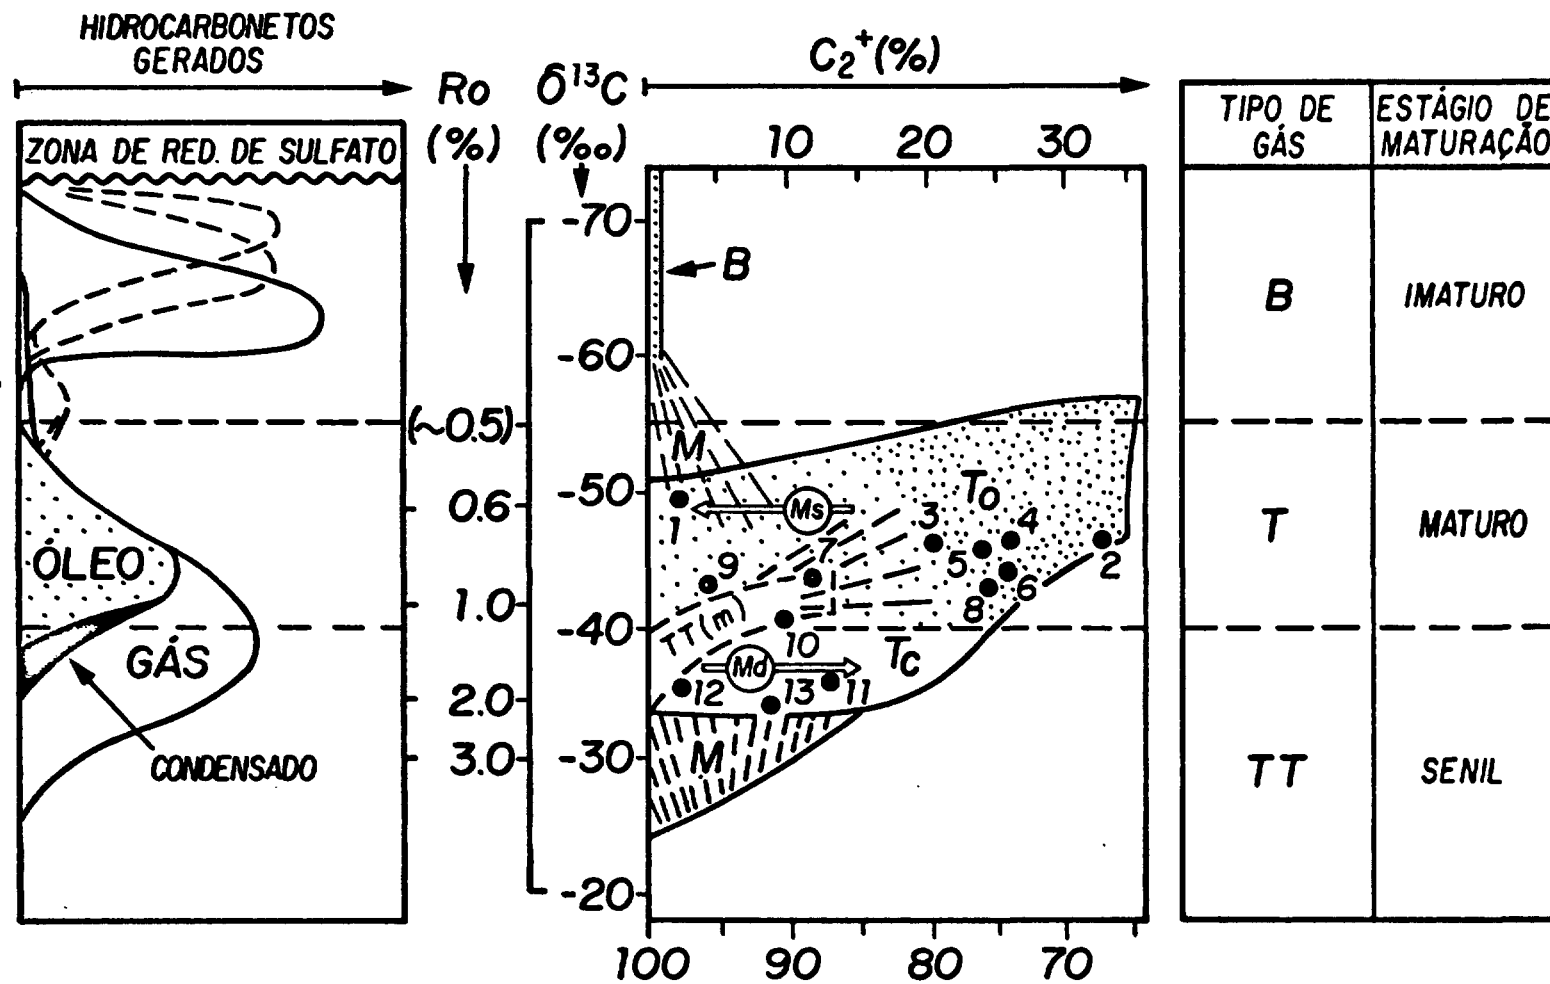 HIDROCARBONETOS
GERADOS
ZONA DE RED. DE SULFATO
ÓLEO
GÁS
CONDENSADO
Ro
(%)
(~0.5)
0.6
1.0
2.0
3.0
δ¹³C
(‰)
-70
-60
-50
-40
-30
-20
C₂⁺(%)
10 20 30
B
M
To
1
Ms
3
4
7
5
2
9
6
8
TT(m)
10
Tc
Md
12
13
11
M
100 90 80 70
TIPO DE
GÁS
ESTÁGIO DE
MATURAÇÃO
B IMATURO
T MATURO
TT SENIL